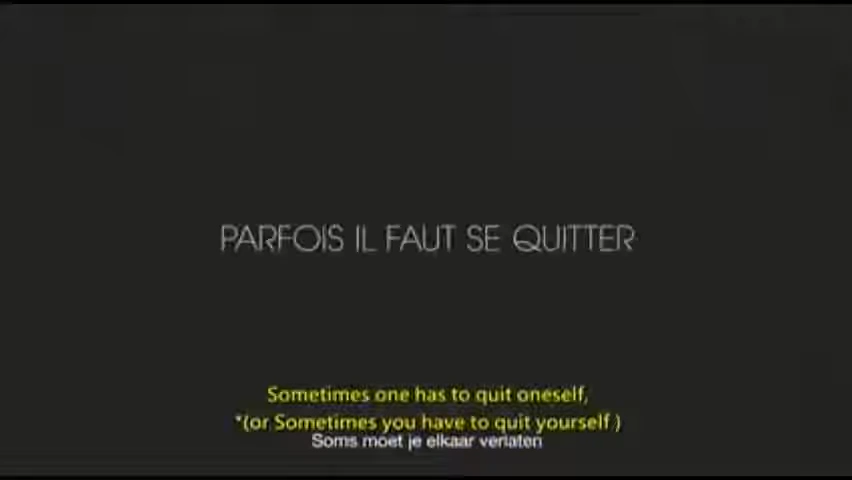 PARFOIS IL FAUT SE QUITTER
Sometimes one has to quit oneself,
*(or Sometimes you have to quit yourself )
Soms moet je elkaar verlaten